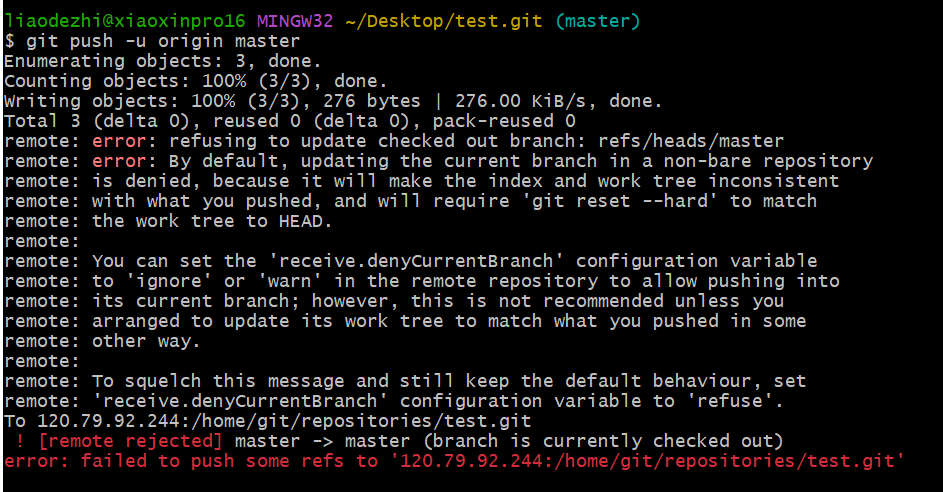 liaodezhi@xiaoxinpro16 MINGW32 ~/Desktop/test.git (master)
$ git push -u origin master
Enumerating objects: 3, done.
Counting objects: 100% (3/3), done.
Writing objects: 100% (3/3), 276 bytes | 276.00 KiB/s, done.
Total 3 (delta 0), reused 0 (delta 0), pack-reused 0
remote: error: refusing to update checked out branch: refs/heads/master
remote: error: By default, updating the current branch in a non-bare repository
remote: is denied, because it will make the index and work tree inconsistent
remote: with what you pushed, and will require 'git reset --hard' to match
remote: the work tree to HEAD.
remote:
remote: You can set the 'receive.denyCurrentBranch' configuration variable
remote: to 'ignore' or 'warn' in the remote repository to allow pushing into
remote: its current branch; however, this is not recommended unless you
remote: arranged to update its work tree to match what you pushed in some
remote: other way.
remote:
remote: To squelch this message and still keep the default behaviour, set
remote: 'receive.denyCurrentBranch' configuration variable to 'refuse'.
To 120.79.92.244:/home/git/repositories/test.git
 ! [remote rejected] master -> master (branch is currently checked out)
error: failed to push some refs to '120.79.92.244:/home/git/repositories/test.git'